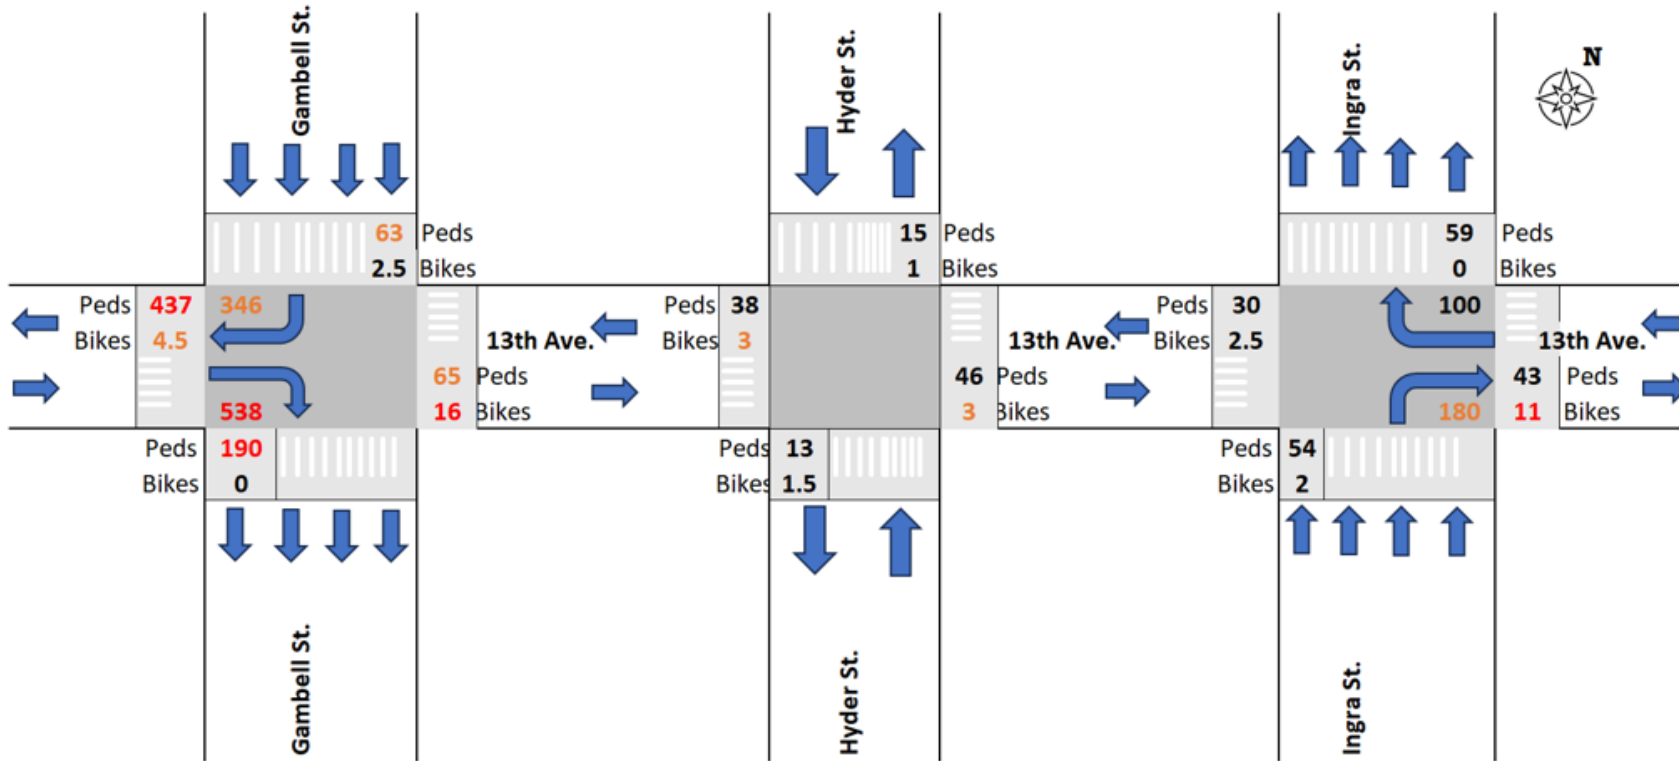 Gambell St.
Hyder St.
Ingra St.
N
63 Peds
2.5 Bikes
15 Peds
1 Bikes
59 Peds
0 Bikes
Peds 437 346
Bikes 4.5
Peds 38
Bikes 3
Peds 30
Bikes 2.5
100
13th Ave.
13th Ave.
13th Ave.
65 Peds
16 Bikes
538
46 Peds
3 Bikes
43 Peds
180 11 Bikes
Peds 190
Bikes 0
Peds 13
Bikes 1.5
Peds 54
Bikes 2
Gambell St.
Hyder St.
Ingra St.